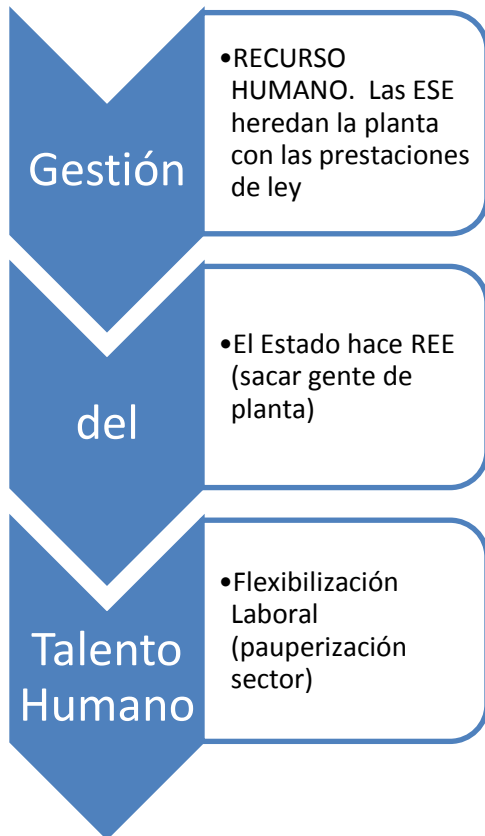 Gestión
•RECURSO
HUMANO. Las ESE
heredan la planta
con las prestaciones
de ley
del
•El Estado hace REE
(sacar gente de
planta)
Talento
Humano
•Flexibilización
Laboral
(pauperización
sector)